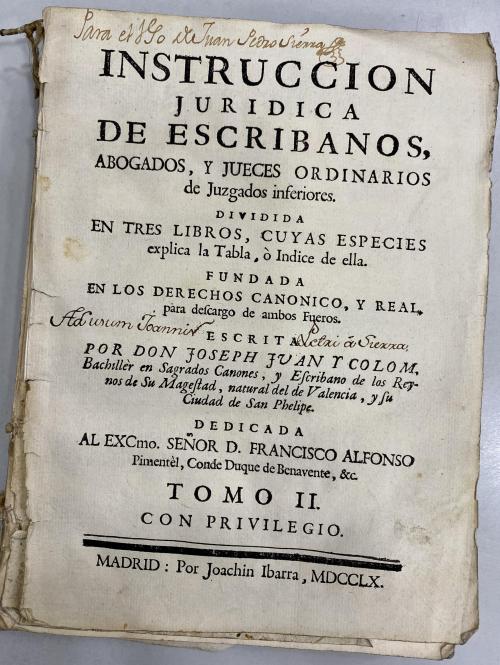 Para el Uso de Juan Pedro Sierra
INSTRUCCION
JURIDICA
DE ESCRIBANOS,
ABOGADOS, Y JUECES ORDINARIOS
de Juzgados inferiores.
DIVIDIDA
EN TRES LIBROS, CUYAS ESPECIES
explica la Tabla, ò Indice de ella.
FUNDADA
EN LOS DERECHOS CANONICO, Y REAL,
para deſcargo de ambos Fueros.
Ad usum Joannis Petri à Sierra,
ESCRITA
POR DON JOSEPH JUAN Y COLOM,
Bachillèr en Sagrados Canones, y Eſcribano de los Rey-
nos de Su Mageſtad, natural del de Valencia, y ſu
Ciudad de San Phelipe.
DEDICADA
AL EXCmo. SEÑOR D. FRANCISCO ALFONSO
Pimentèl, Conde Duque de Benavente, &c.
TOMO II.
CON PRIVILEGIO.
MADRID: Por Joachin Ibarra, MDCCLX.